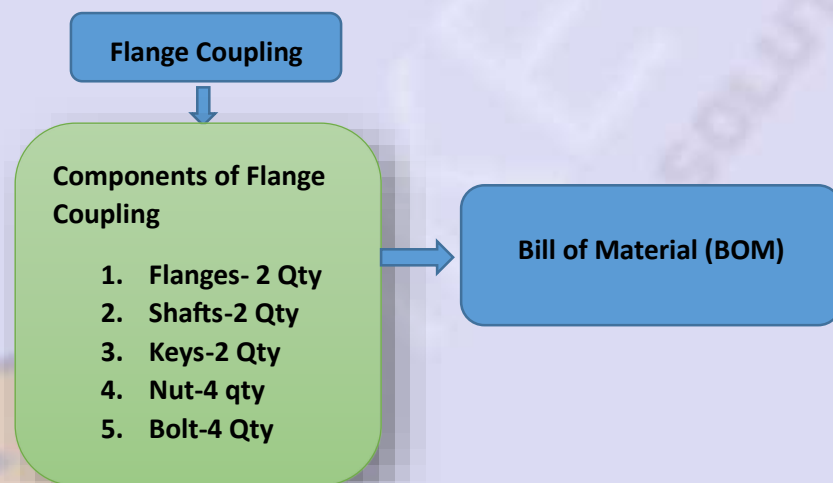 Flange Coupling
Components of Flange
Coupling
1. Flanges- 2 Qty
2. Shafts-2 Qty
3. Keys-2 Qty
4. Nut-4 qty
5. Bolt-4 Qty
Bill of Material (BOM)